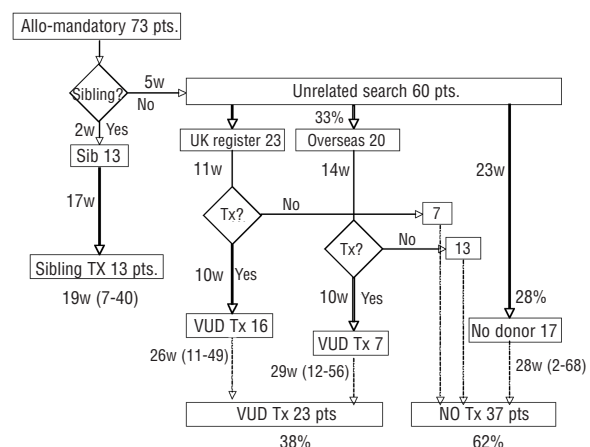 Allo-mandatory 73 pts.
Sibling?
5w
No
Unrelated search 60 pts.
2w
Yes
33%
UK register 23
Overseas 20
Sib 13
11w
14w
23w
17w
Tx?
No
7
Tx?
No
13
Sibling TX 13 pts.
19w (7-40)
10w
Yes
10w
Yes
28%
VUD Tx 16
VUD Tx 7
No donor 17
26w (11-49)
29w (12-56)
28w (2-68)
VUD Tx 23 pts
NO Tx 37 pts
38%
62%